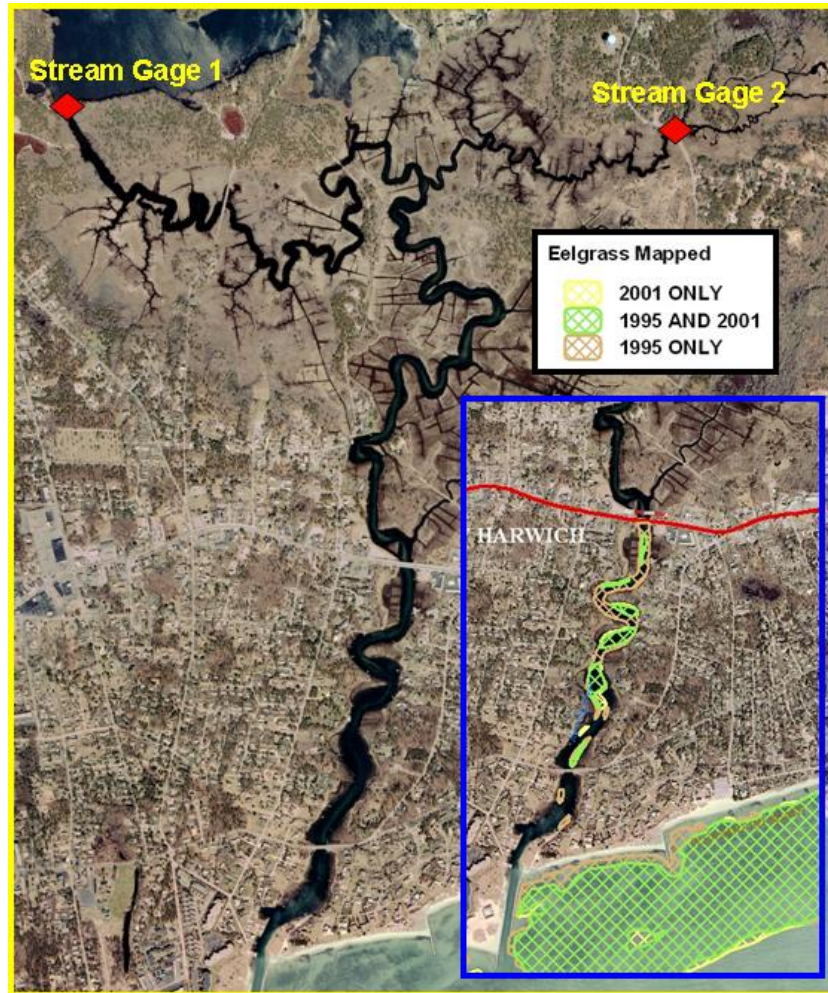 Stream Gage 1
Stream Gage 2
Eelgrass Mapped
2001 ONLY
1995 AND 2001
1995 ONLY
HARWICH